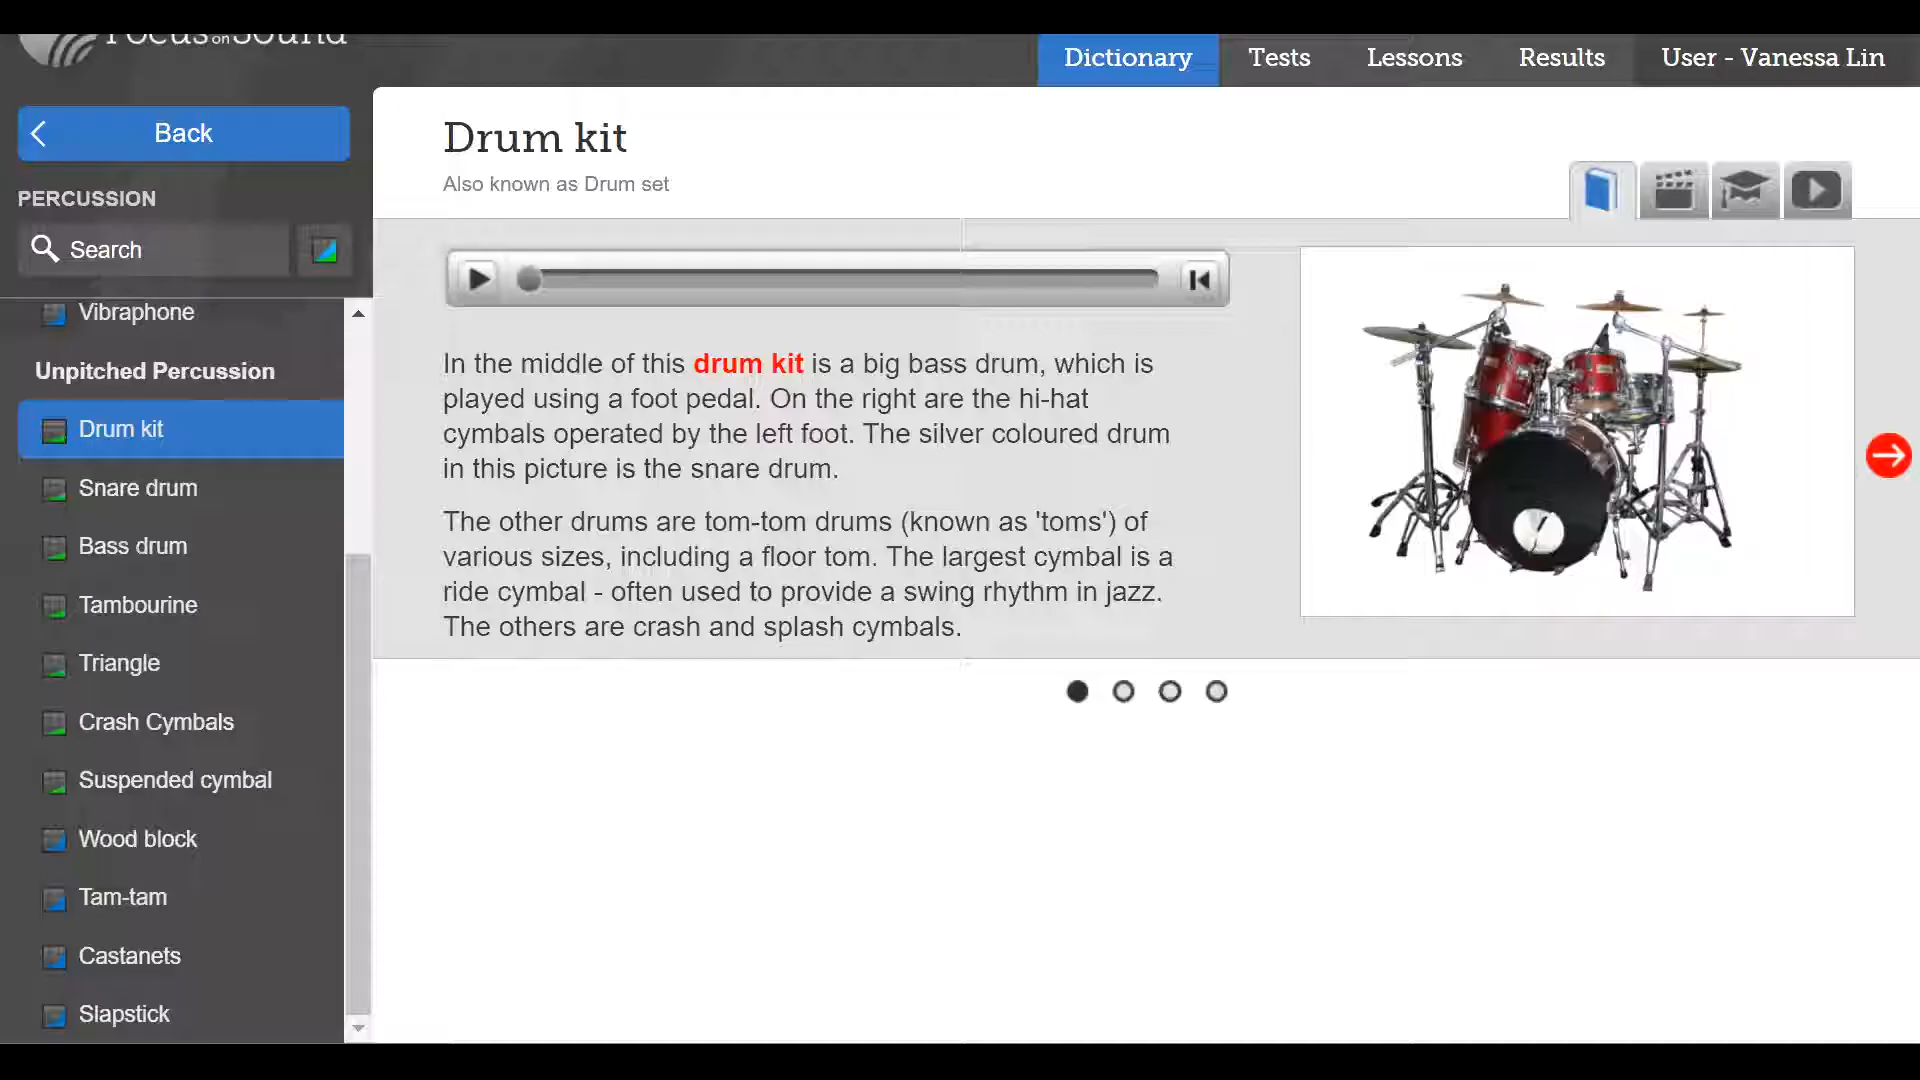 Focus on Sound
Dictionary
Tests
Lessons
Results
User - Vanessa Lin
Back
PERCUSSION
Search
Vibraphone
Unpitched Percussion
Drum kit
Snare drum
Bass drum
Tambourine
Triangle
Crash Cymbals
Suspended cymbal
Wood block
Tam-tam
Castanets
Slapstick
Drum kit
Also known as Drum set
In the middle of this drum kit is a big bass drum, which is
played using a foot pedal. On the right are the hi-hat
cymbals operated by the left foot. The silver coloured drum
in this picture is the snare drum.
The other drums are tom-tom drums (known as 'toms') of
various sizes, including a floor tom. The largest cymbal is a
ride cymbal - often used to provide a swing rhythm in jazz.
The others are crash and splash cymbals.